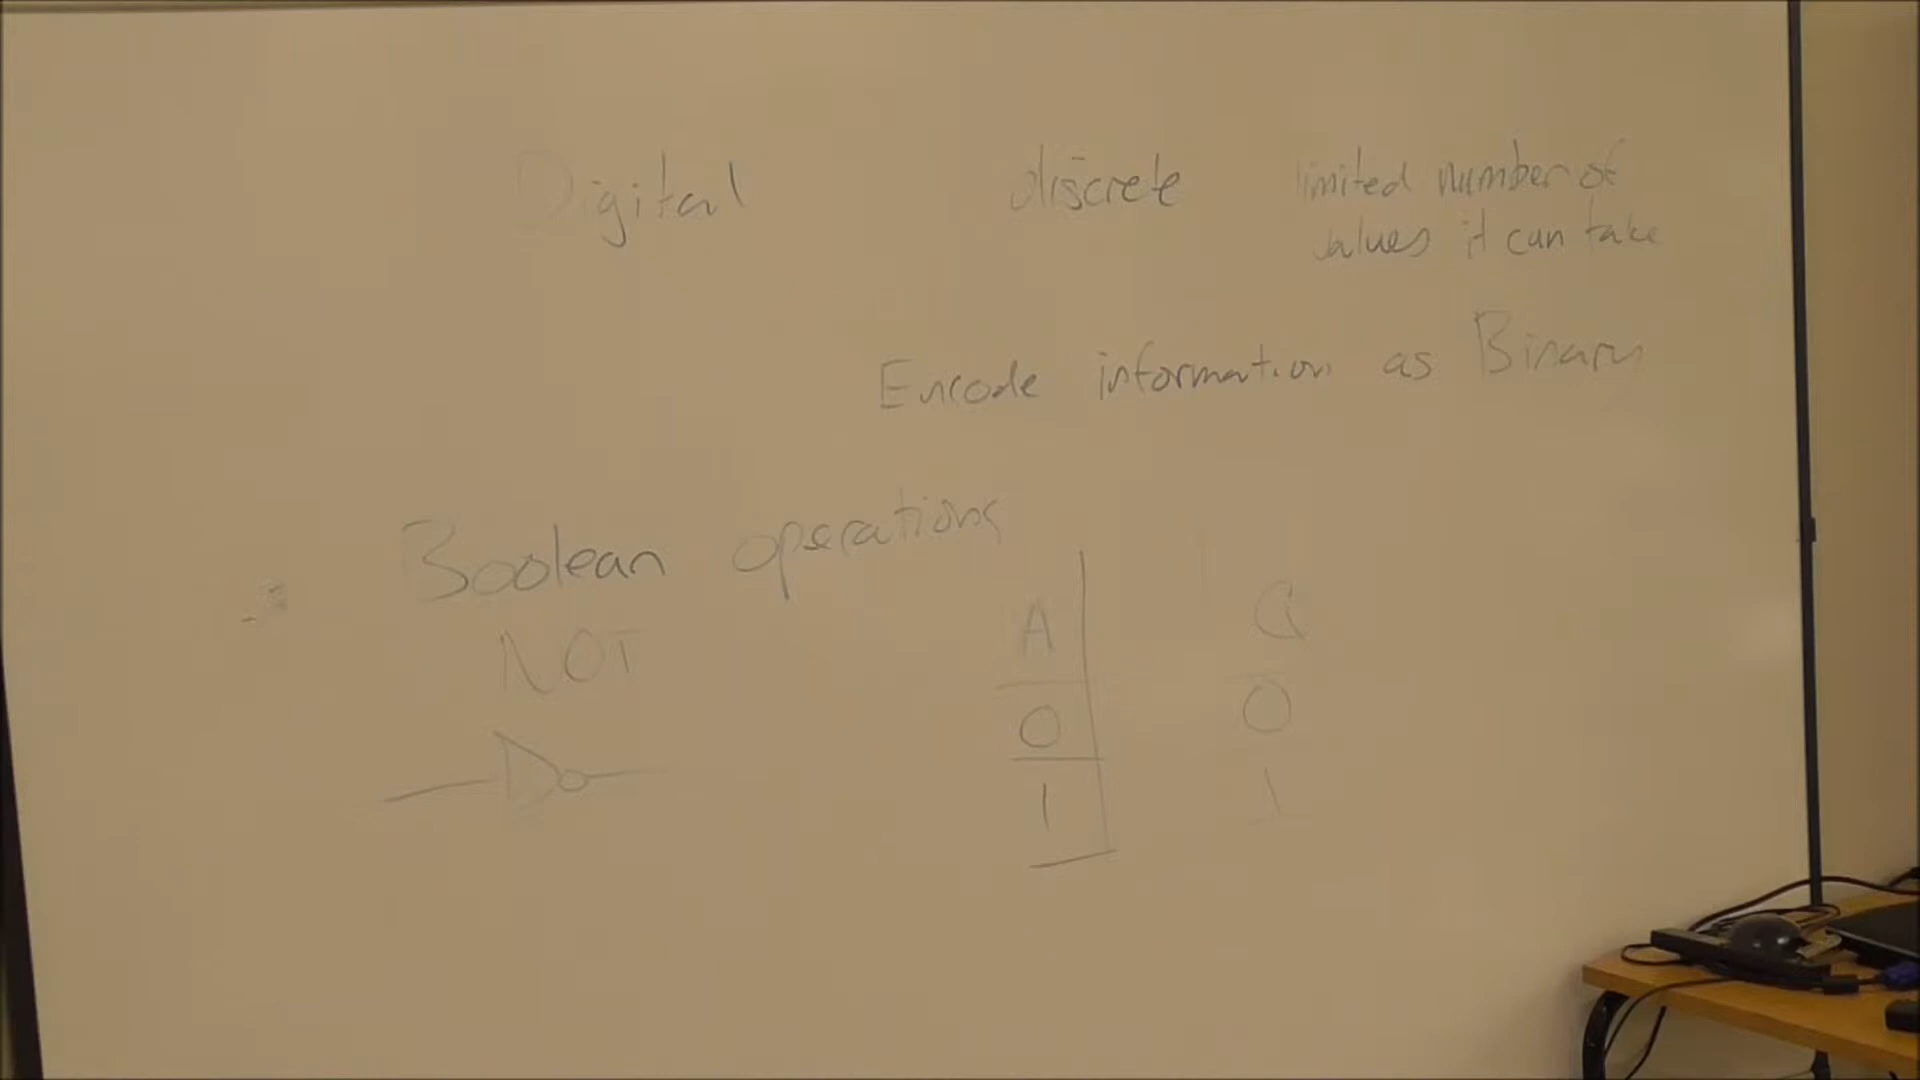 Digital discrete limited number of
values it can take
Encode information as Binary
Boolean operations
NOT
A Q
0 0
1 1